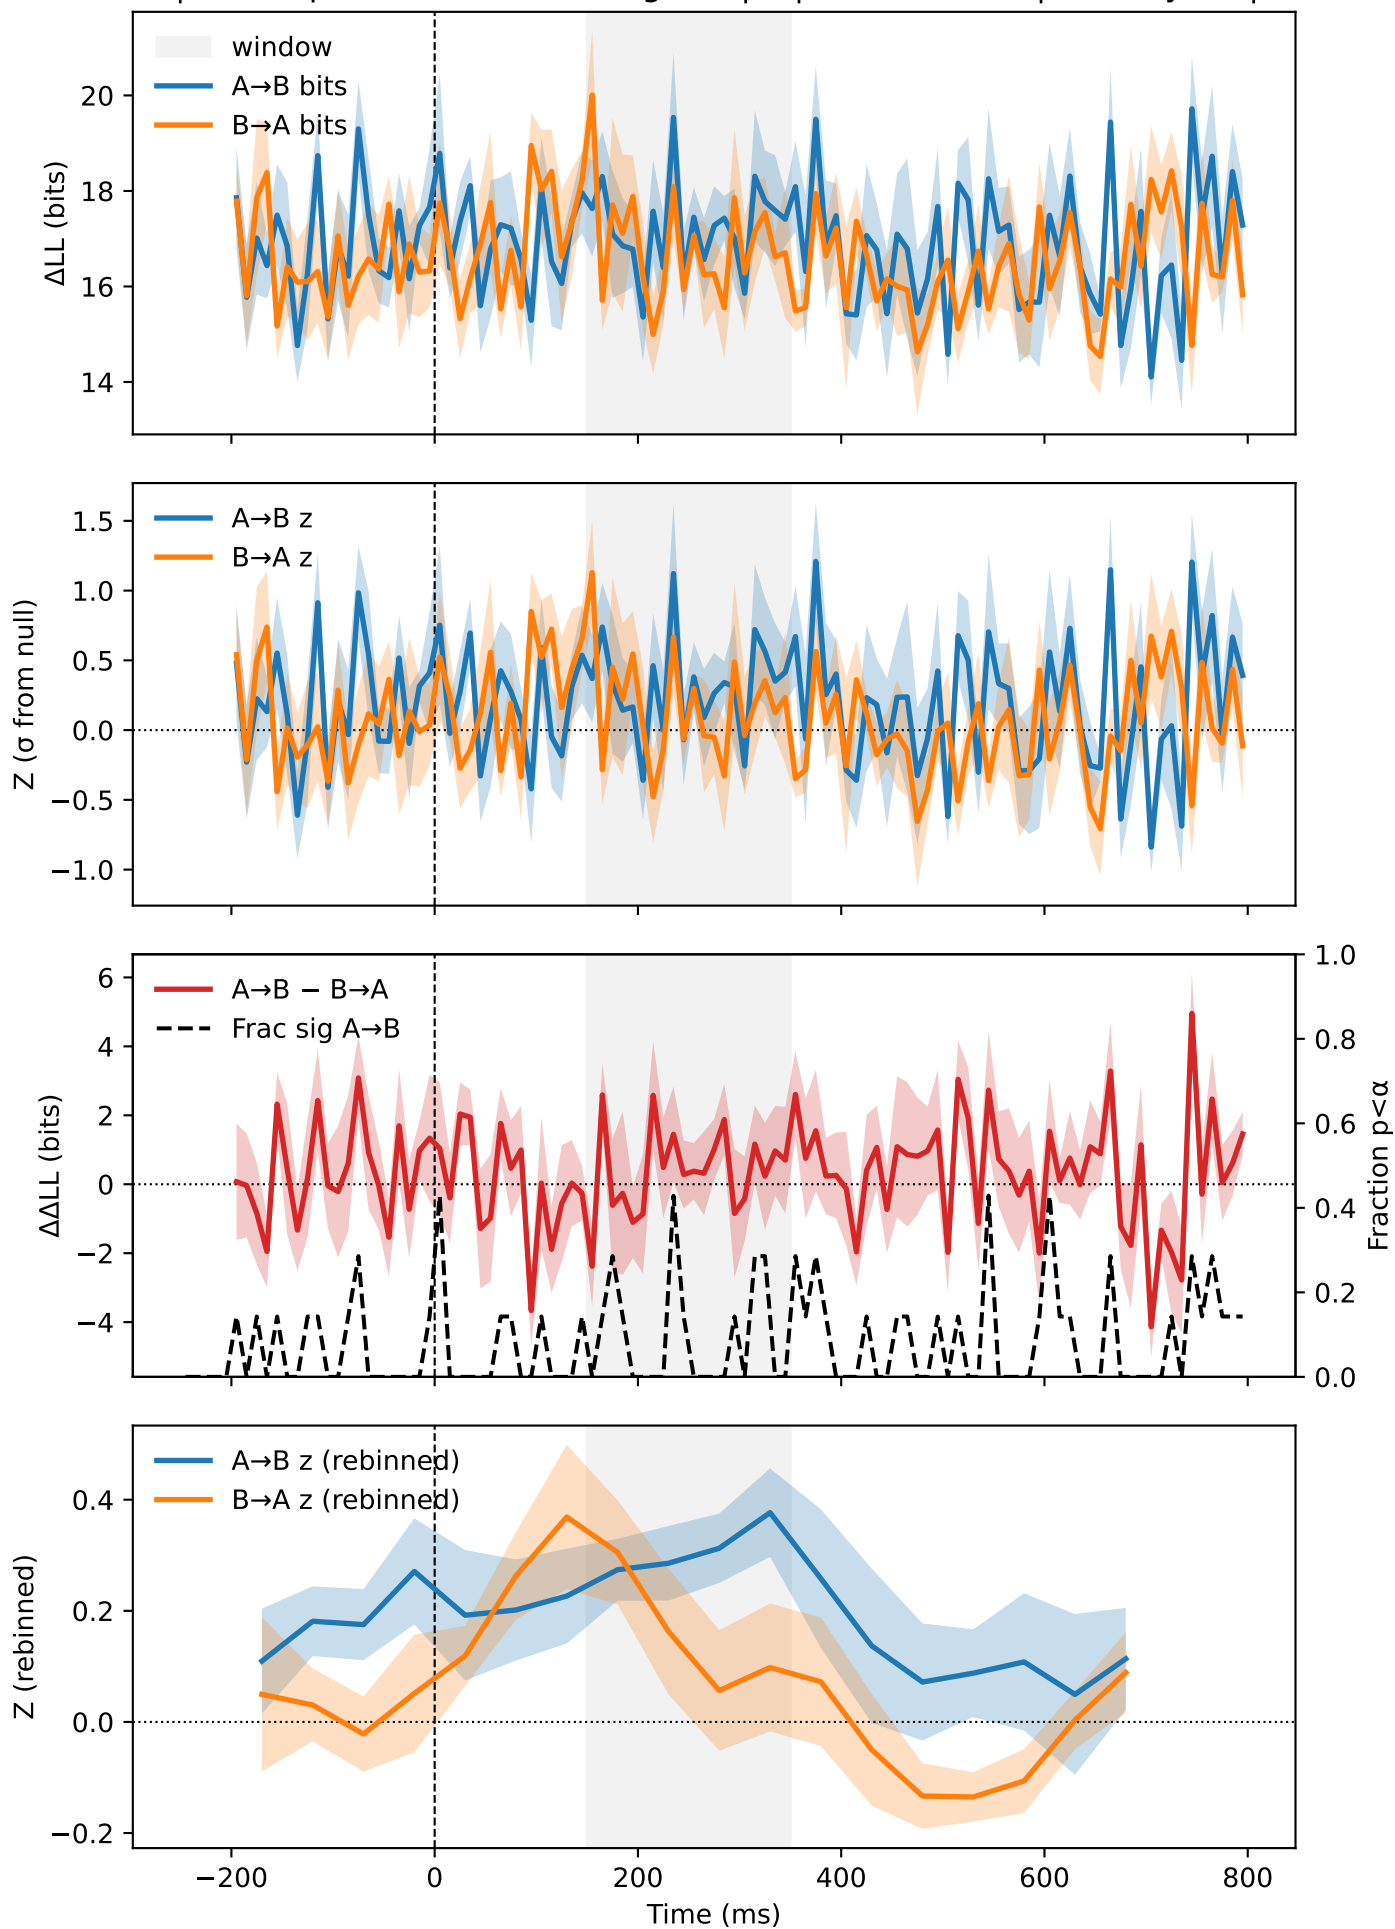 window
A→B bits
B→A bits
ΔLL (bits)
20
18
16
14
A→B z
B→A z
Z (σ from null)
1.5
1.0
0.5
0.0
−0.5
−1.0
A→B − B→A
Frac sig A→B
ΔΔLL (bits)
6
4
2
0
−2
−4
1.0
0.8
0.6
0.4
0.2
0.0
Fraction p<α
A→B z (rebinned)
B→A z (rebinned)
Z (rebinned)
0.4
0.2
0.0
−0.2
−200
0
200
400
600
800
Time (ms)